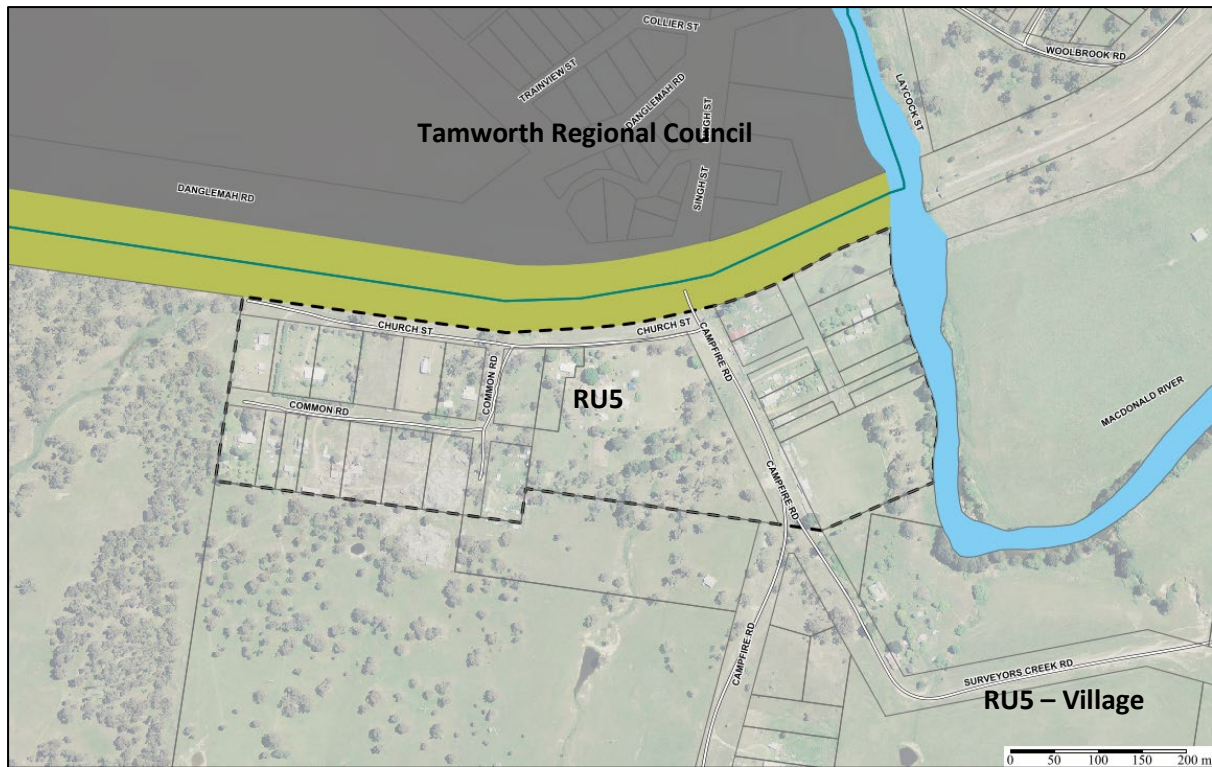 COLLIER ST
WOOLBROOK RD
TRAINVIEW ST
DANGLEMAH RD
LAYCOCK ST
SINGH ST
Tamworth Regional Council
DANGLEMAH RD
SINGH ST
CHURCH ST
CHURCH ST
CAMPFIRE RD
COMMON RD
RU5
MACDONALD RIVER
COMMON RD
CAMPFIRE RD
CAMPFIRE RD
SURVEYORS CREEK RD
RU5 – Village
0 50 100 150 200 m